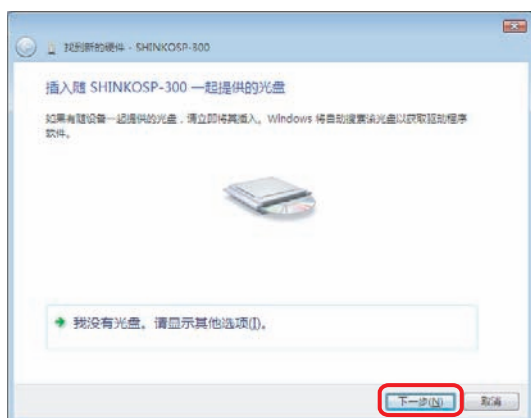 找到新的硬件 - SHINKOSP-300
插入随 SHINKOSP-300 一起提供的光盘
如果有随设备一起提供的光盘，请立即将其插入。Windows 将自动搜索该光盘以获取驱动程序
软件。
我没有光盘。请显示其他选项(I)。
下一步(N)
取消